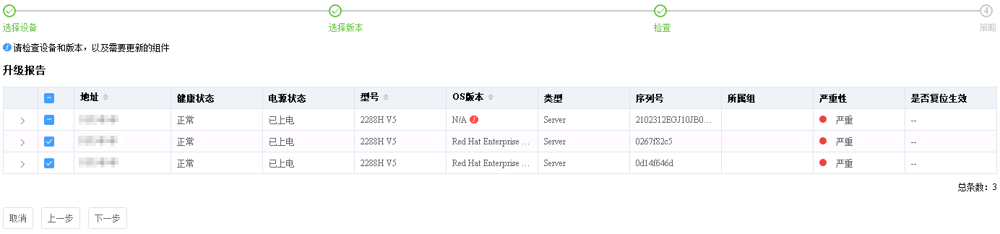 4
选择设备 选择版本 检查 策略
请检查设备和版本，以及需要更新的组件
升级报告
地址 健康状态 电源状态 型号 OS版本 类型 序列号 所属组 严重性 是否复位生效
正常 已上电 2288H V5 N/A Server 2102312EGJ10JB0... 严重 --
正常 已上电 2288H V5 Red Hat Enterprise ... Server 0267f82c5 严重 --
正常 已上电 2288H V5 Red Hat Enterprise ... Server 0d14f646d 严重 --
总条数：3
取消 上一步 下一步